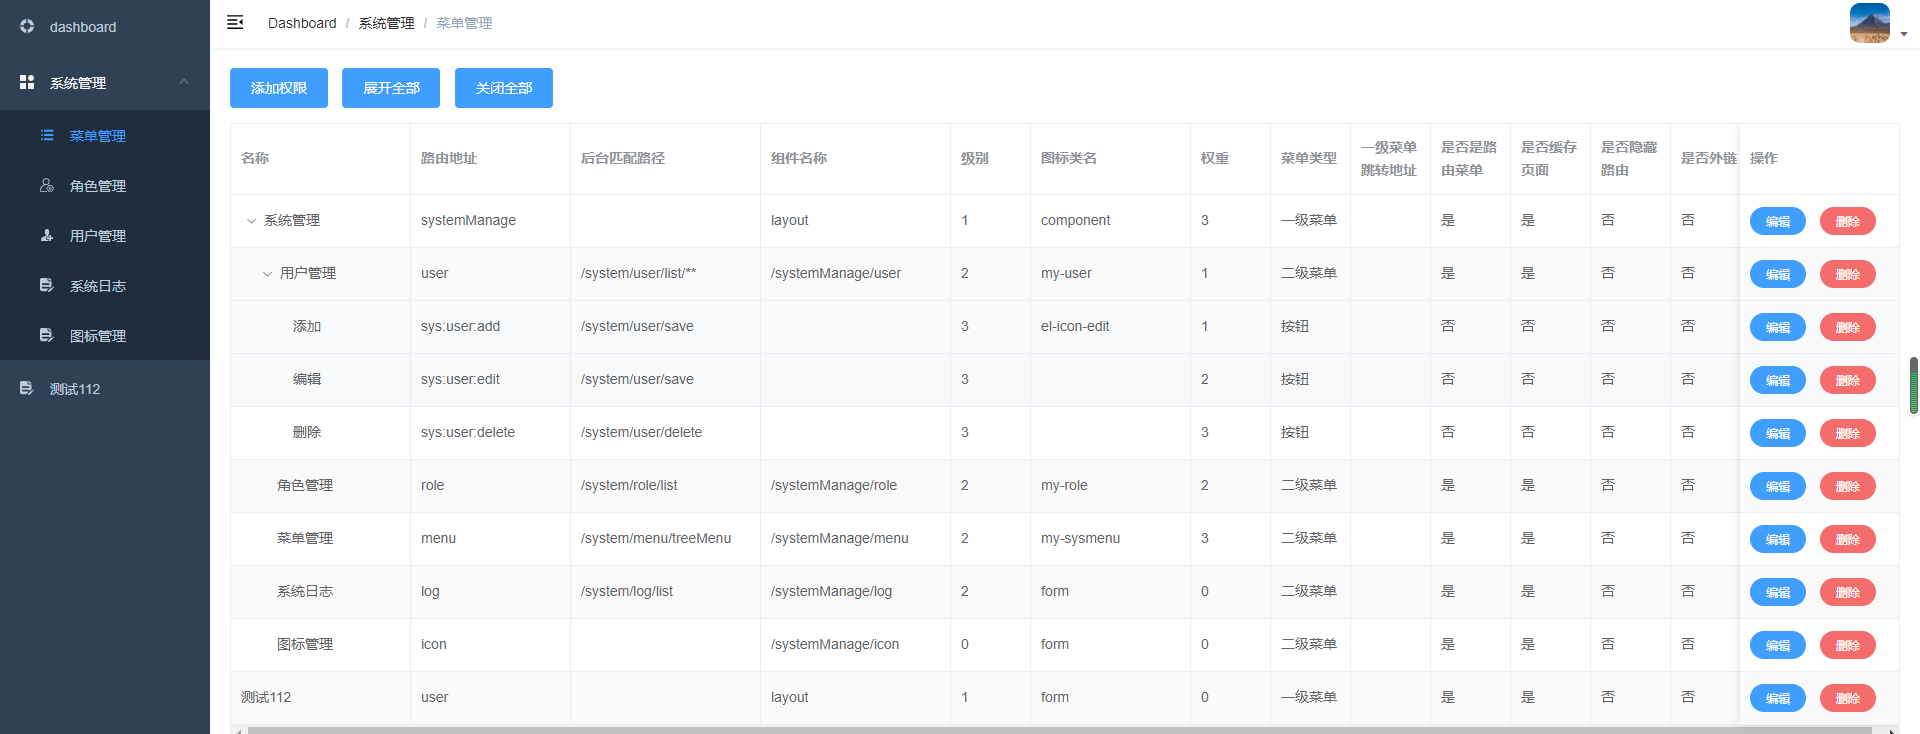 dashboard
系统管理
菜单管理
角色管理
用户管理
系统日志
图标管理
测试112
Dashboard / 系统管理 / 菜单管理
添加权限 展开全部 关闭全部
名称 路由地址 后台匹配路径 组件名称 级别 图标类名 权重 菜单类型 一级菜单跳转地址 是否是路由菜单 是否缓存页面 是否隐藏路由 是否外链 操作
系统管理 systemManage layout 1 component 3 一级菜单 是 是 否 否 编辑 删除
用户管理 user /system/user/list/** /systemManage/user 2 my-user 1 二级菜单 是 是 否 否 编辑 删除
添加 sys:user:add /system/user/save 3 el-icon-edit 1 按钮 否 否 否 否 编辑 删除
编辑 sys:user:edit /system/user/save 3 2 按钮 否 否 否 否 编辑 删除
删除 sys:user:delete /system/user/delete 3 3 按钮 否 否 否 否 编辑 删除
角色管理 role /system/role/list /systemManage/role 2 my-role 2 二级菜单 是 是 否 否 编辑 删除
菜单管理 menu /system/menu/treeMenu /systemManage/menu 2 my-sysmenu 3 二级菜单 是 是 否 否 编辑 删除
系统日志 log /system/log/list /systemManage/log 2 form 0 二级菜单 是 是 否 否 编辑 删除
图标管理 icon /systemManage/icon 0 form 0 二级菜单 是 是 否 否 编辑 删除
测试112 user layout 1 form 0 一级菜单 是 是 否 否 编辑 删除